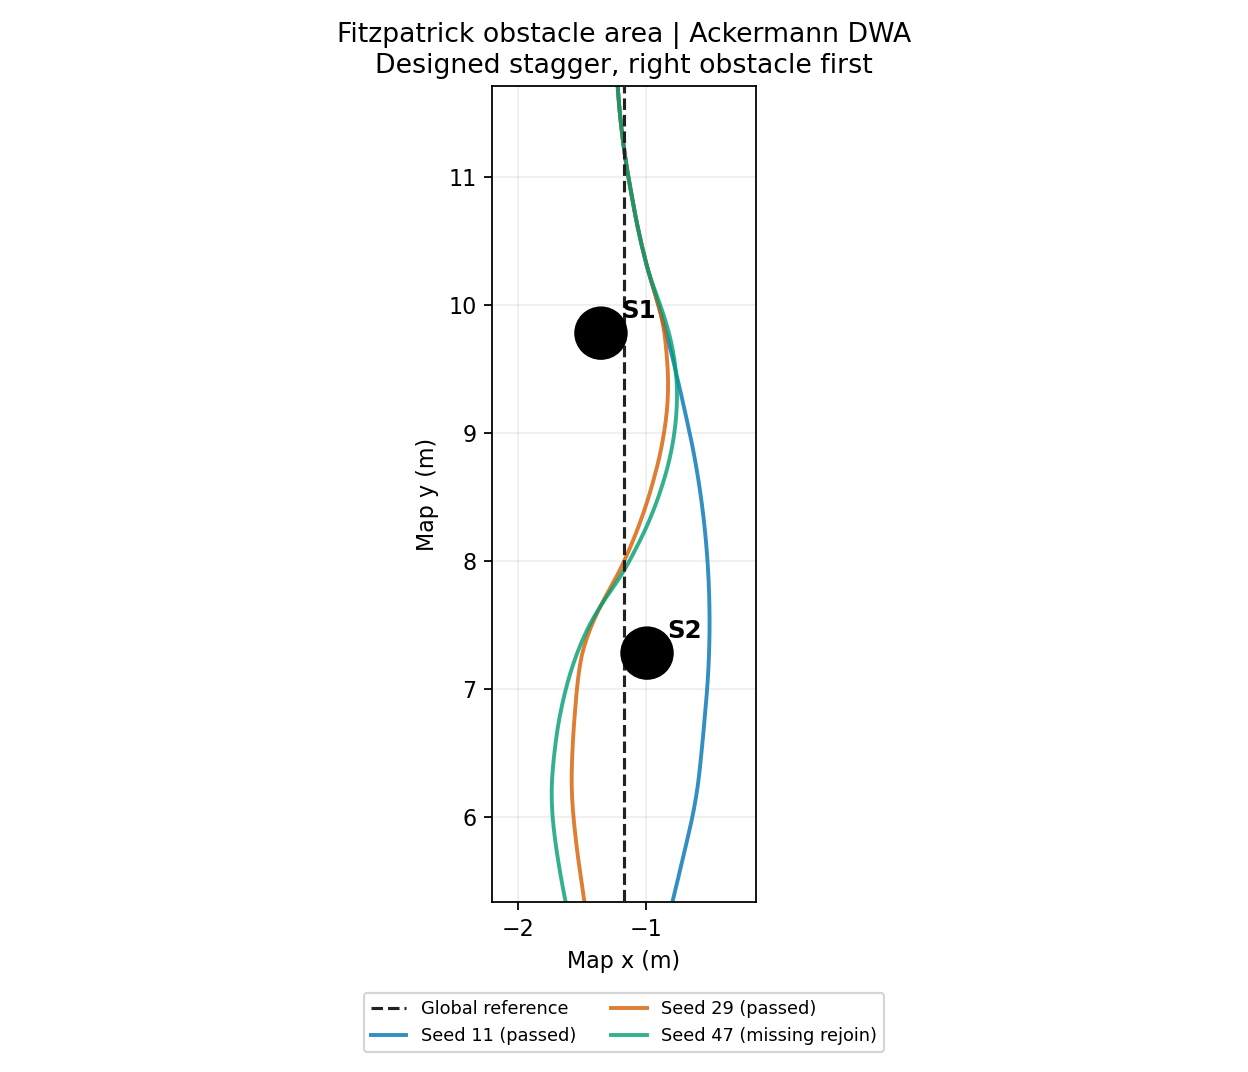 Fitzpatrick obstacle area | Ackermann DWA
Designed stagger, right obstacle first
11
10
9
8
7
6
Map y (m)
S1
S2
−2
−1
Map x (m)
Global reference
Seed 11 (passed)
Seed 29 (passed)
Seed 47 (missing rejoin)